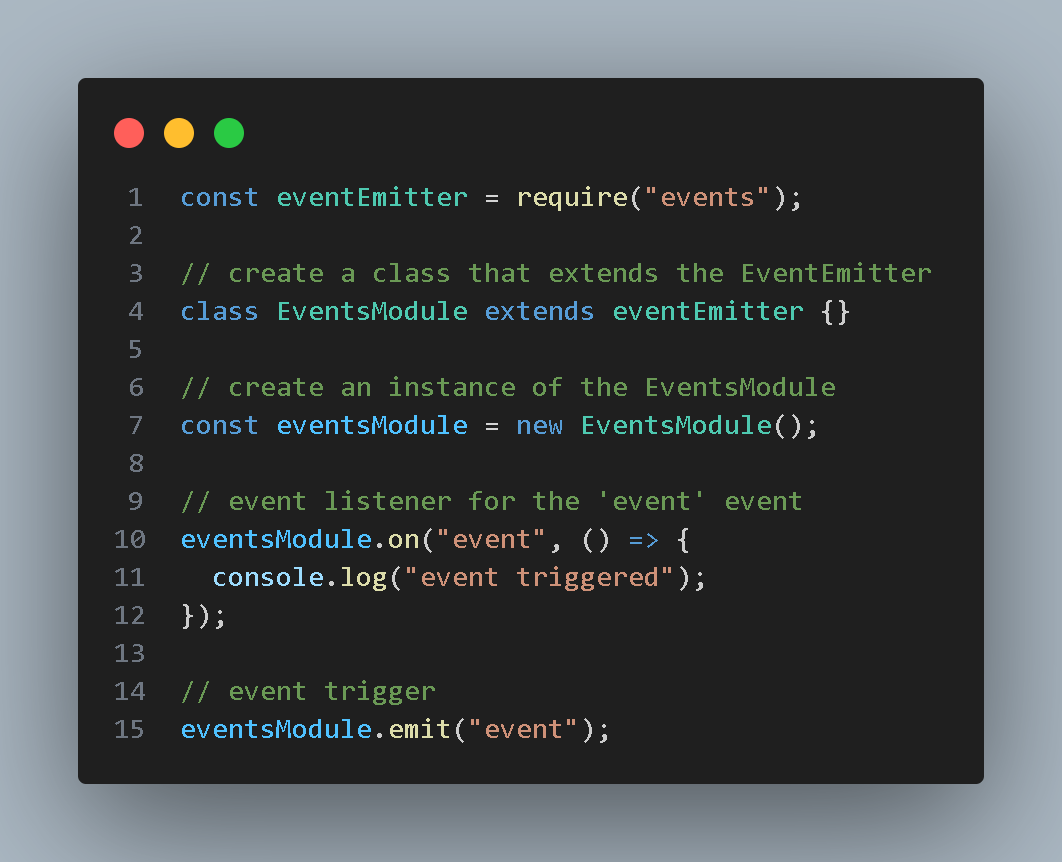 1 const eventEmitter = require("events");
2
3 // create a class that extends the EventEmitter
4 class EventsModule extends eventEmitter {}
5
6 // create an instance of the EventsModule
7 const eventsModule = new EventsModule();
8
9 // event listener for the 'event' event
10 eventsModule.on("event", () => {
11   console.log("event triggered");
12 });
13
14 // event trigger
15 eventsModule.emit("event");